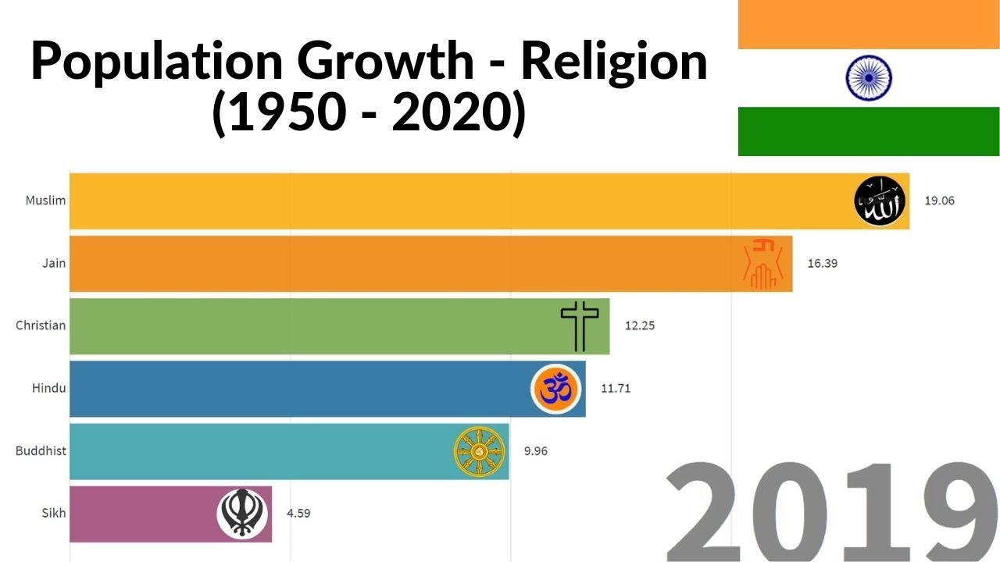 Population Growth - Religion
(1950 - 2020)
Muslim
الله
19.06
Jain
16.39
Christian
12.25
Hindu
ॐ
11.71
Buddhist
9.96
Sikh
4.59
2019